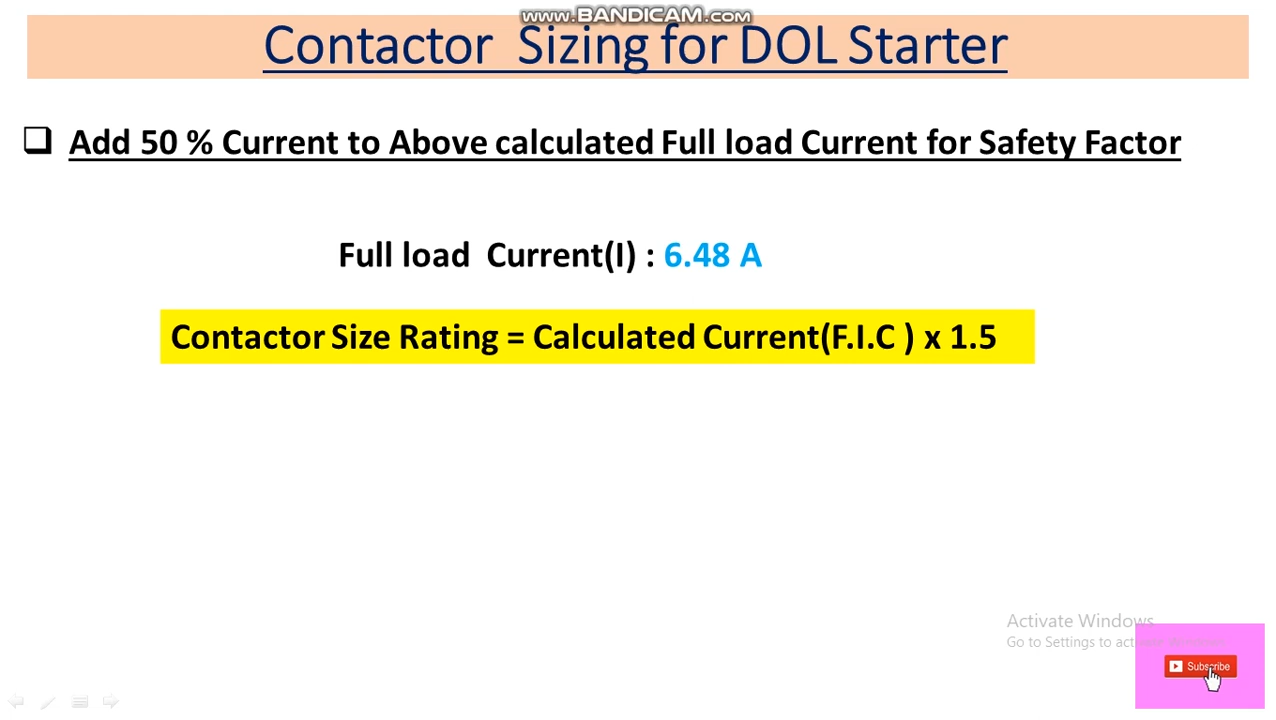 www.BANDICAM.com
Contactor Sizing for DOL Starter
Add 50 % Current to Above calculated Full load Current for Safety Factor
Full load Current(I) : 6.48 A
Contactor Size Rating = Calculated Current(F.I.C ) x 1.5
Activate Windows
Go to Settings to activate Windows.
Subscribe